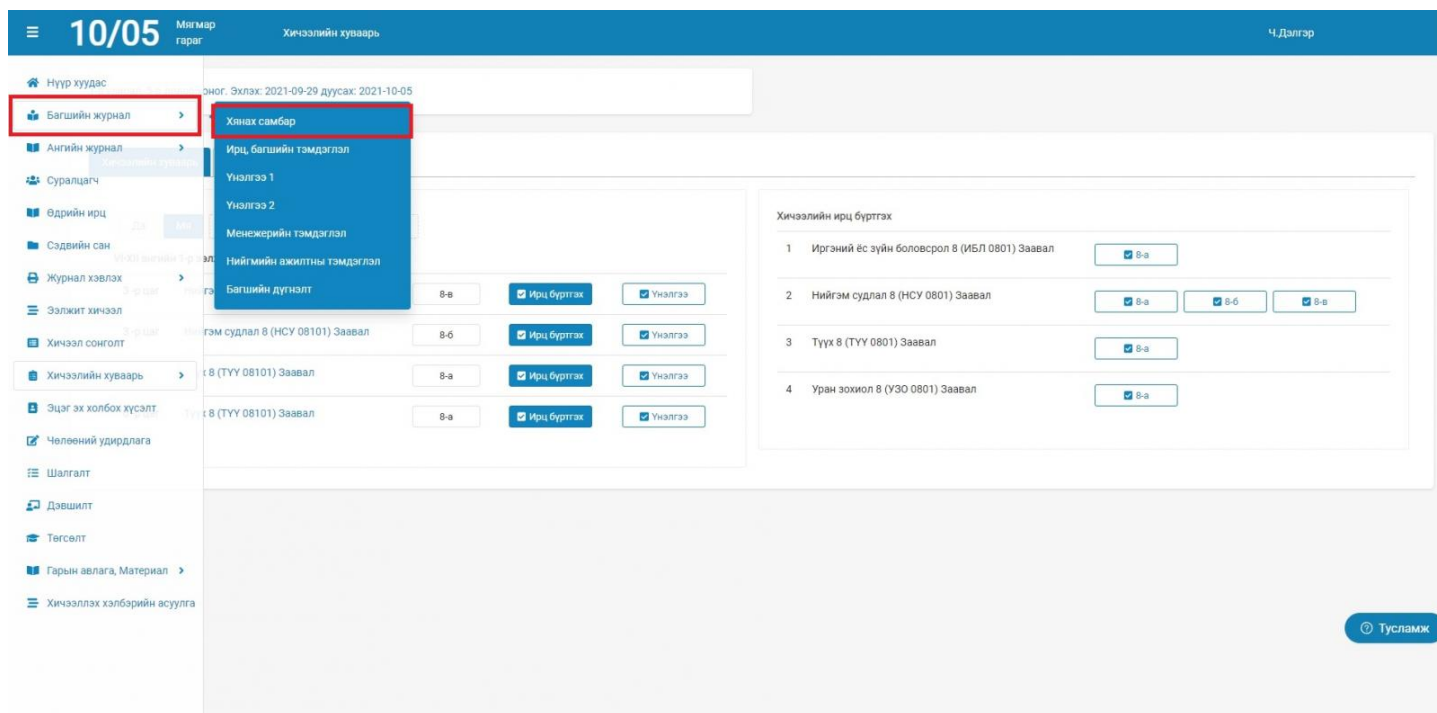 10/05
Мягмар
гараг
Хичээлийн хуваарь
Ч.Дэлгэр
Нүүр хуудас
Багшийн журнал
Ангийн журнал
Суралцагч
Өдрийн ирц
Сэдвийн сан
Журнал хэвлэх
Ээлжит хичээл
Хичээл сонголт
Хичээлийн хуваарь
Эцэг эх холбох хүсэлт
Чөлөөний удирдлага
Шалгалт
Дэвшилт
Төгсөлт
Гарын авлага, Материал
Хичээллэх хэлбэрийн асуулга
Эхлэх: 2021-09-29 дуусах: 2021-10-05
Хянах самбар
Ирц, багшийн тэмдэглэл
Үнэлгээ 1
Үнэлгээ 2
Менежерийн тэмдэглэл
Нийгмийн ажилтны тэмдэглэл
Багшийн дүгнэлт
8-в Ирц бүртгэх Үнэлгээ
судлал 8 (НСУ 08101) Заавал 8-б Ирц бүртгэх Үнэлгээ
8 (ТҮҮ 08101) Заавал 8-а Ирц бүртгэх Үнэлгээ
8 (ТҮҮ 08101) Заавал 8-а Ирц бүртгэх Үнэлгээ
Хичээлийн ирц бүртгэх
1 Иргэний ёс зүйн боловсрол 8 (ИБЛ 0801) Заавал 8-а
2 Нийгэм судлал 8 (НСУ 0801) Заавал 8-а 8-б 8-в
3 Түүх 8 (ТҮҮ 0801) Заавал 8-а
4 Уран зохиол 8 (УЗО 0801) Заавал 8-а
Тусламж